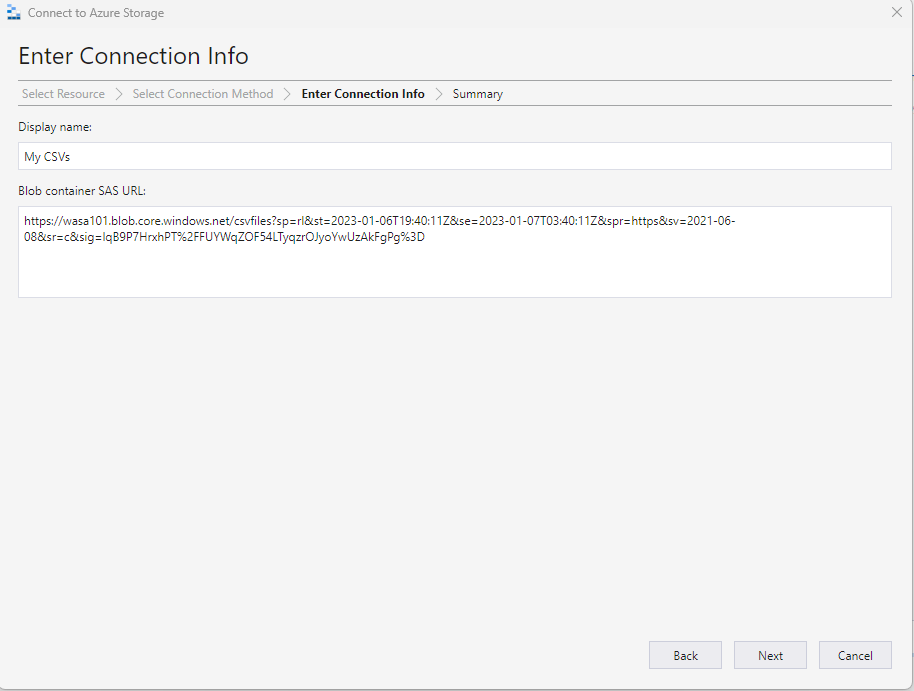 Connect to Azure Storage
Enter Connection Info
Select Resource > Select Connection Method > Enter Connection Info > Summary
Display name:
My CSVs
Blob container SAS URL:
https://wasa101.blob.core.windows.net/csvfiles?sp=rl&st=2023-01-06T19:40:11Z&se=2023-01-07T03:40:11Z&spr=https&sv=2021-06-
08&sr=c&sig=IqB9P7HrxhPT%2FFUYWqZOF54LTyqzrOJyoYwUzAkFgPg%3D
Back Next Cancel